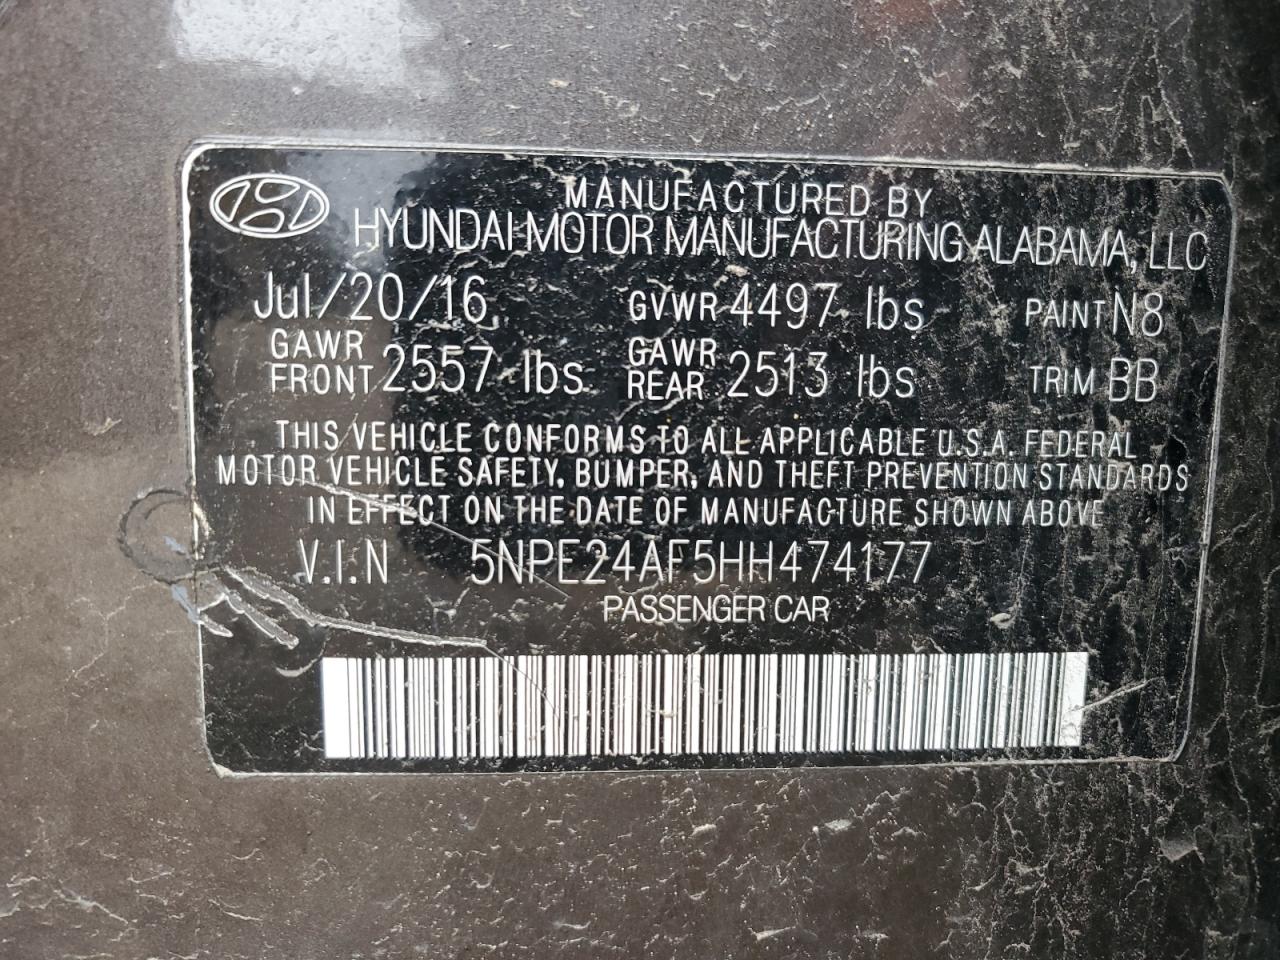 MANUFACTURED BY
HYUNDAI MOTOR MANUFACTURING ALABAMA, LLC
Jul/20/16 GVWR 4497 lbs PAINT N8
GAWR FRONT 2557 lbs GAWR REAR 2513 lbs TRIM BB
THIS VEHICLE CONFORMS TO ALL APPLICABLE U.S.A. FEDERAL
MOTOR VEHICLE SAFETY, BUMPER, AND THEFT PREVENTION STANDARDS
IN EFFECT ON THE DATE OF MANUFACTURE SHOWN ABOVE
V.I.N 5NPE24AF5HH474177
PASSENGER CAR